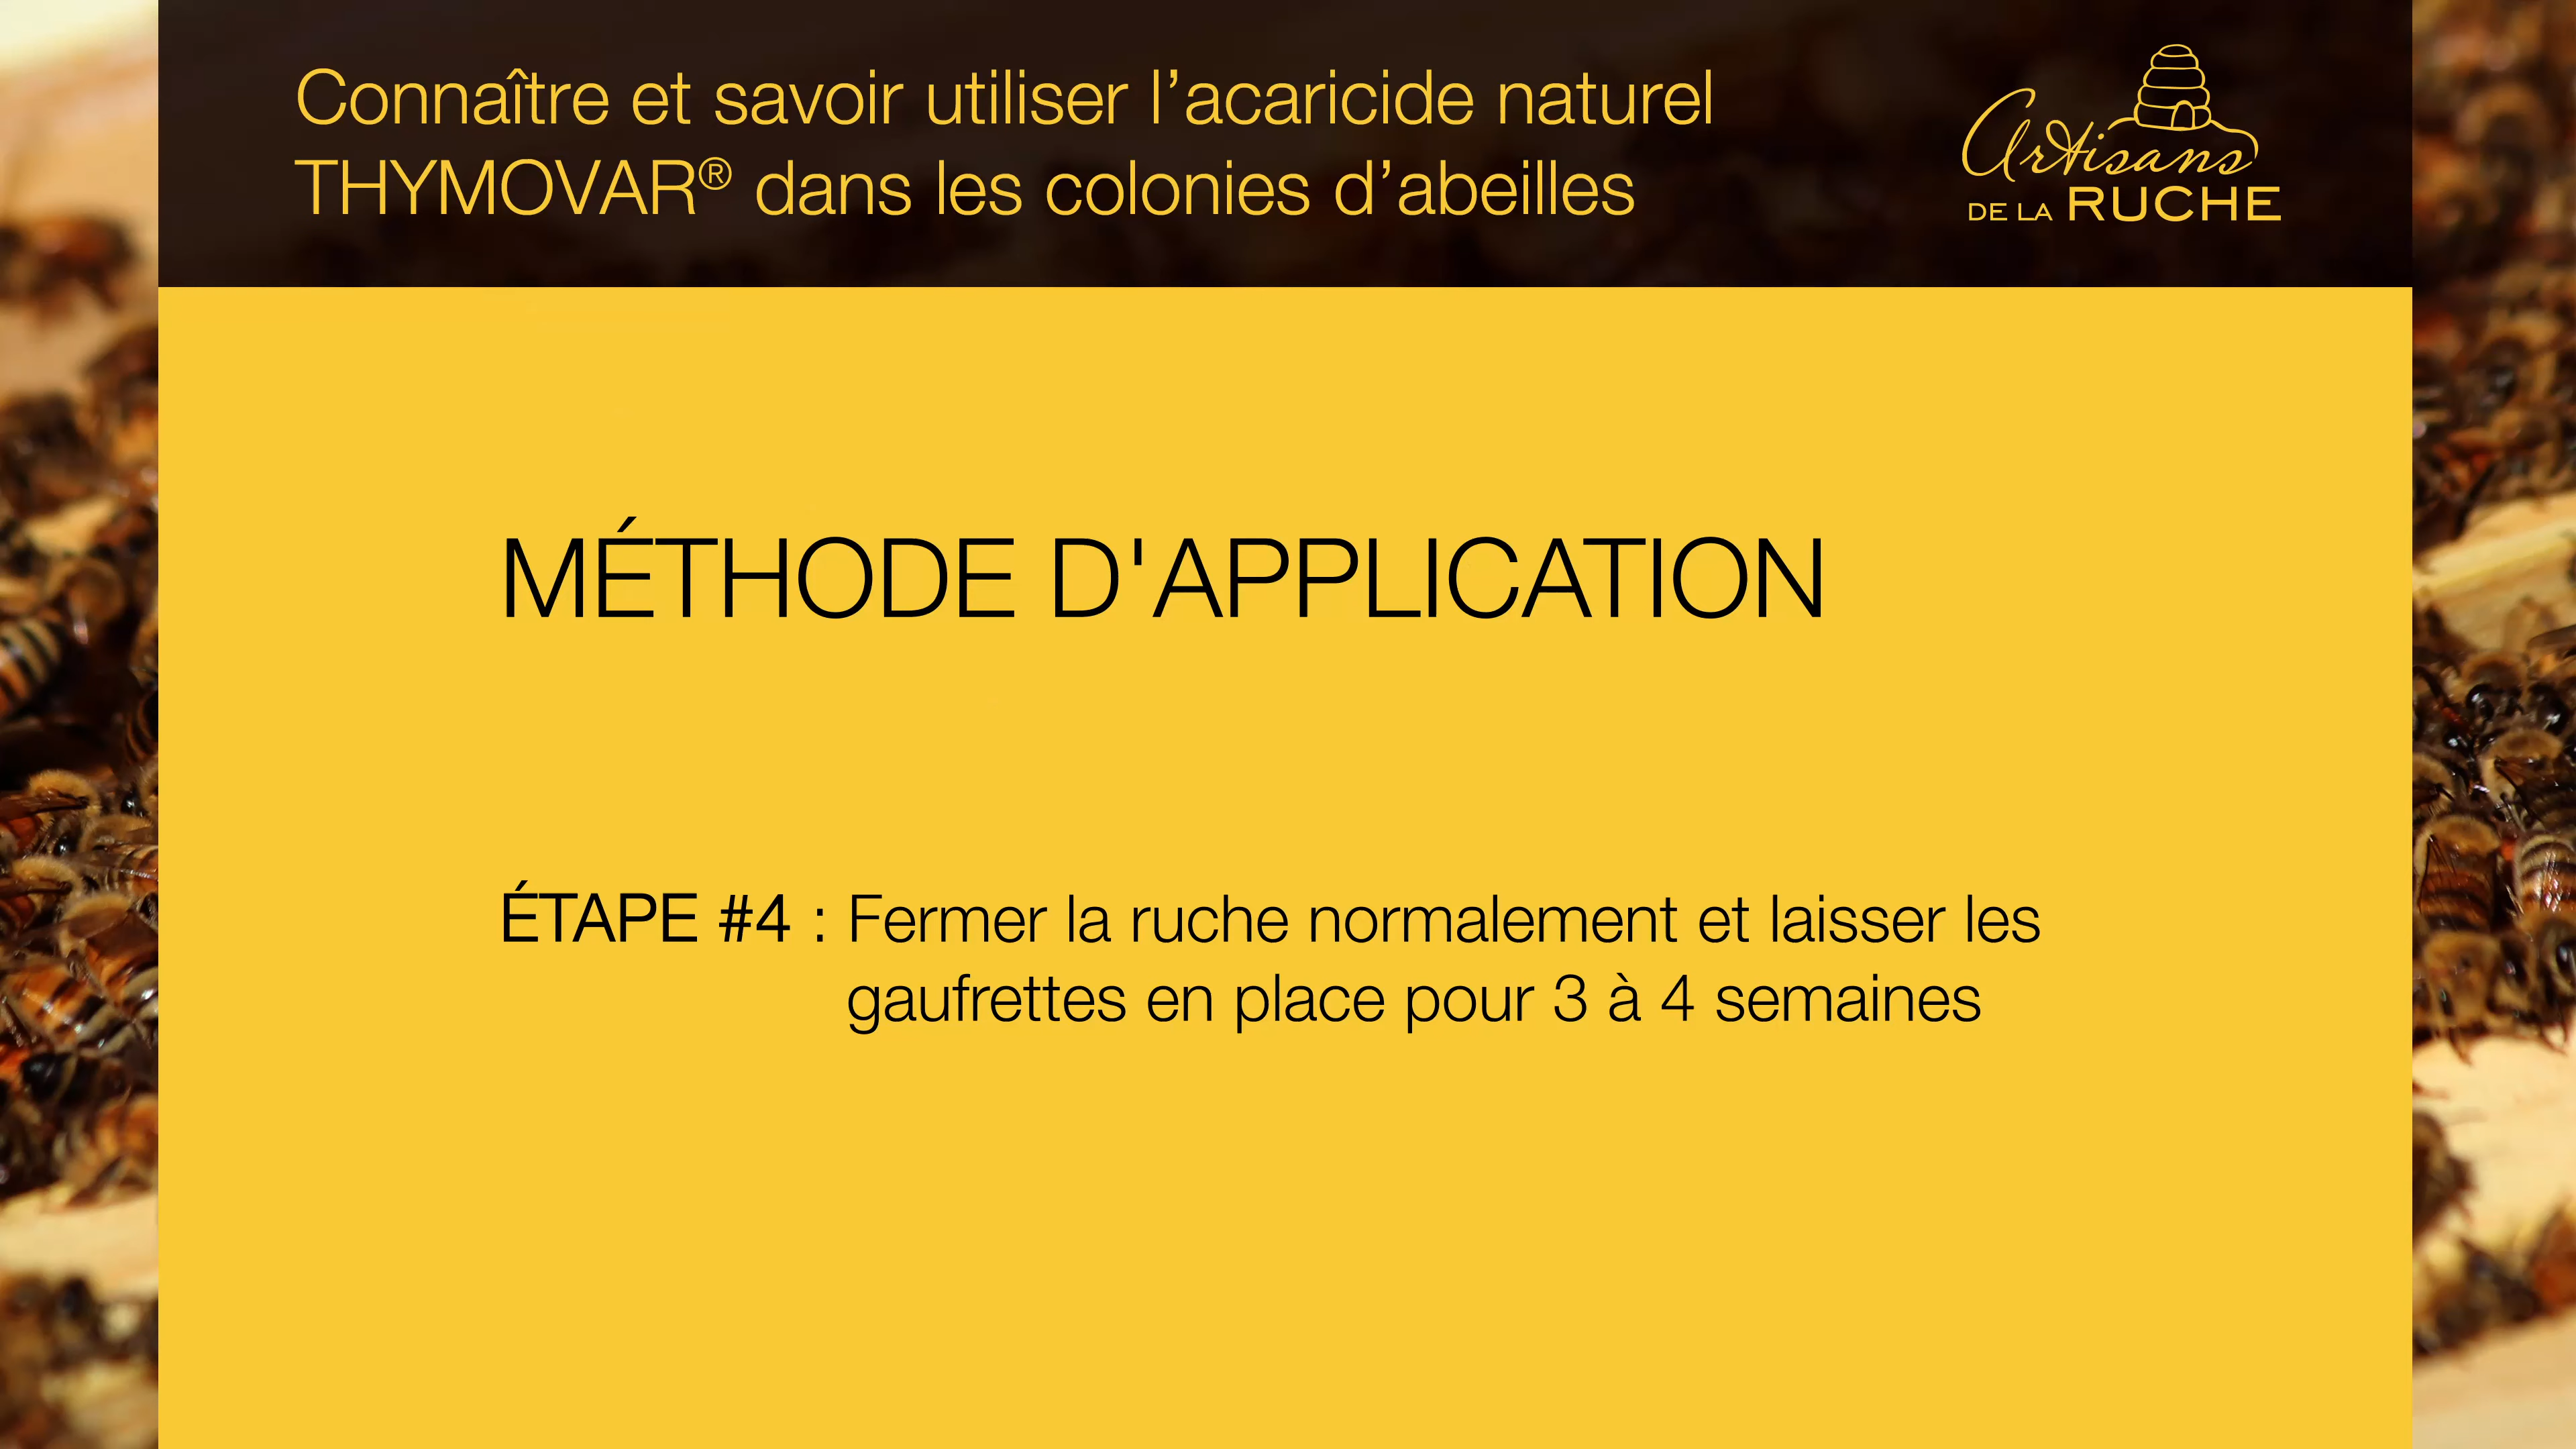 Connaître et savoir utiliser l’acaricide naturel
THYMOVAR® dans les colonies d’abeilles
Artisans
DE LA RUCHE
MÉTHODE D'APPLICATION
ÉTAPE #4 : Fermer la ruche normalement et laisser les
gaufrettes en place pour 3 à 4 semaines